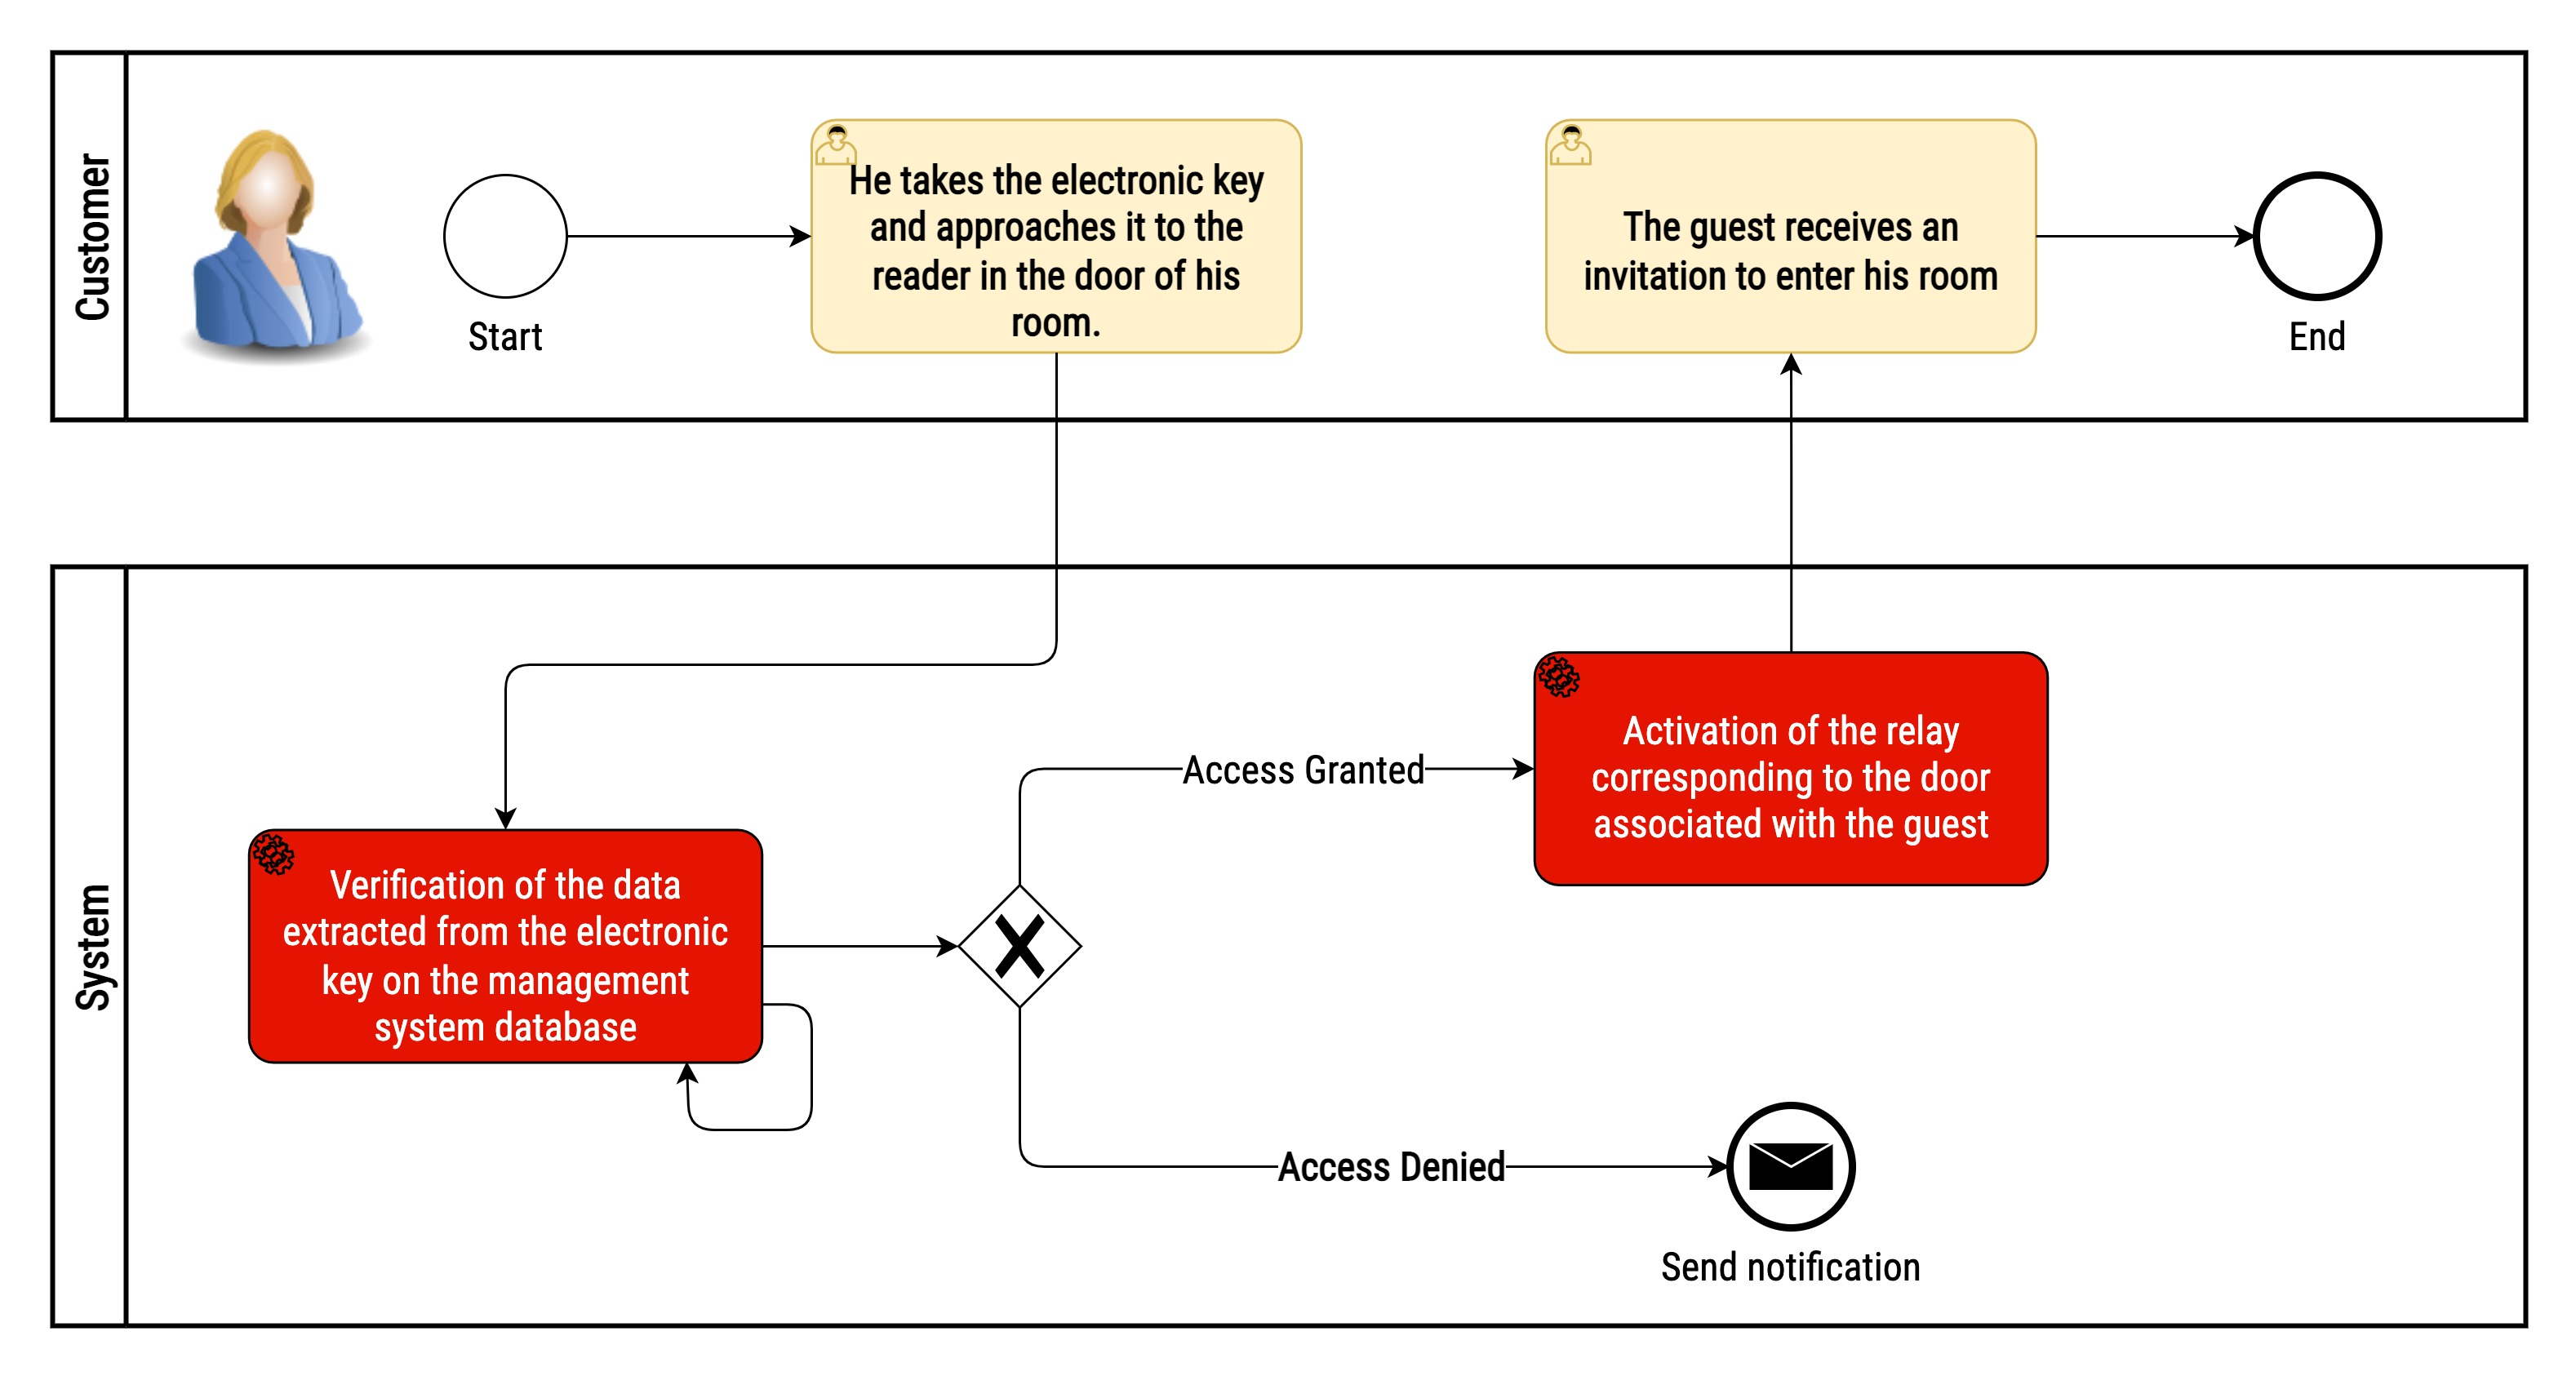 Customer
Start
He takes the electronic key
and approaches it to the
reader in the door of his
room.
The guest receives an
invitation to enter his room
End
System
Verification of the data
extracted from the electronic
key on the management
system database
Access Granted
Activation of the relay
corresponding to the door
associated with the guest
Access Denied
Send notification